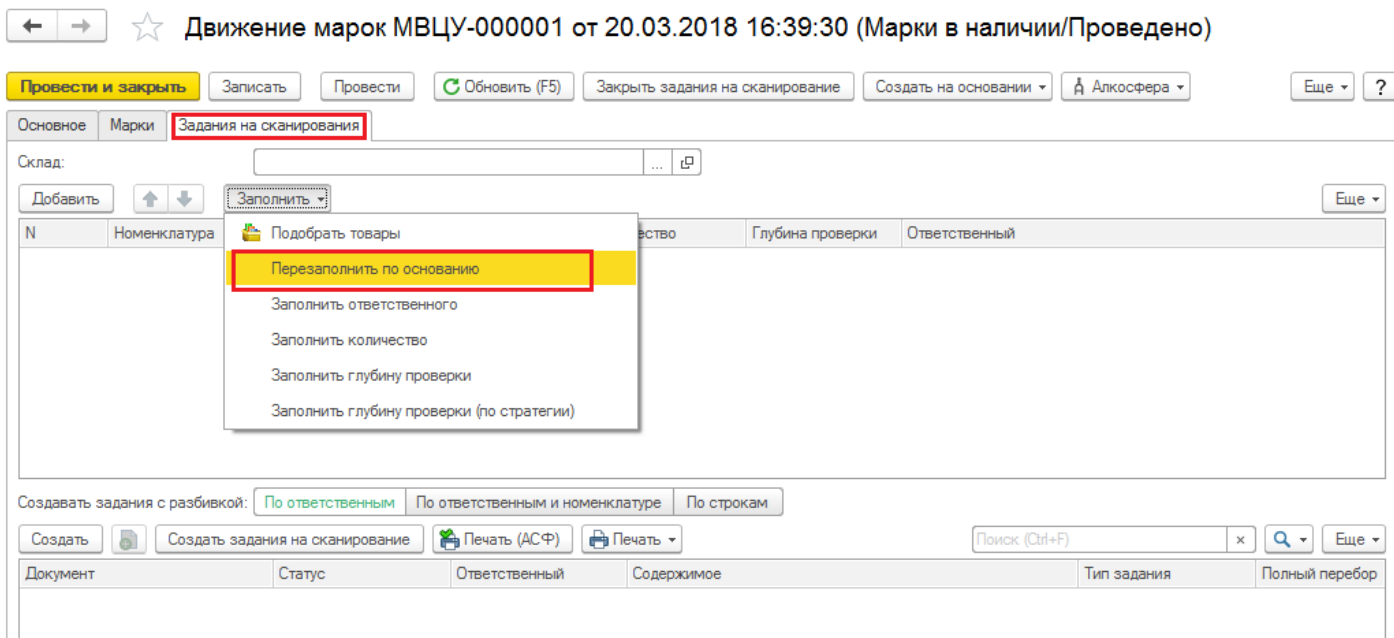 Движение марок МВЦУ-000001 от 20.03.2018 16:39:30 (Марки в наличии/Проведено)
Провести и закрыть Записать Провести Обновить (F5) Закрыть задания на сканирование Создать на основании Алкосфера Еще ?
Основное Марки Задания на сканирования
Склад: ...
Добавить Заполнить Еще
N Номенклатура ество Глубина проверки Ответственный
Подобрать товары
Перезаполнить по основанию
Заполнить ответственного
Заполнить количество
Заполнить глубину проверки
Заполнить глубину проверки (по стратегии)
Создавать задания с разбивкой: По ответственным По ответственным и номенклатуре По строкам
Создать Создать задания на сканирование Печать (АСФ) Печать Поиск (Ctrl+F) × Еще
Документ Статус Ответственный Содержимое Тип задания Полный перебор